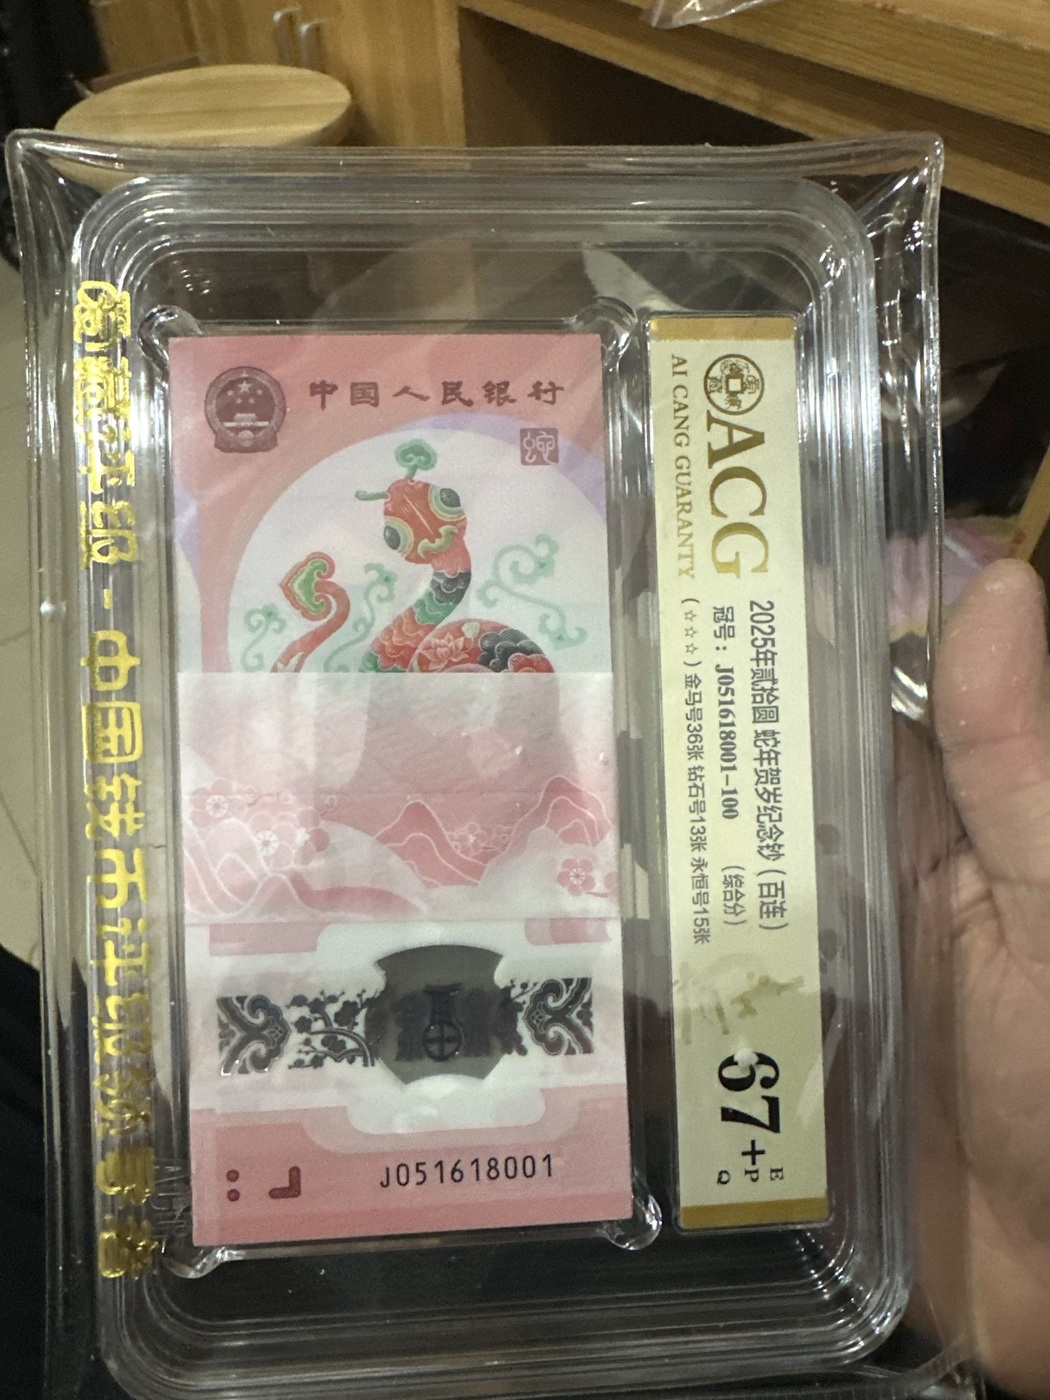 中国人民银行
J051618001
ACG
AI CANG GUARANTY
2025年贰拾圆 蛇年贺岁纪念钞（百连）
冠号：J051618001-100 （综合分）
（☆☆☆）金马号36张 钻石号13张 永恒号15张
67+
E
P
Q